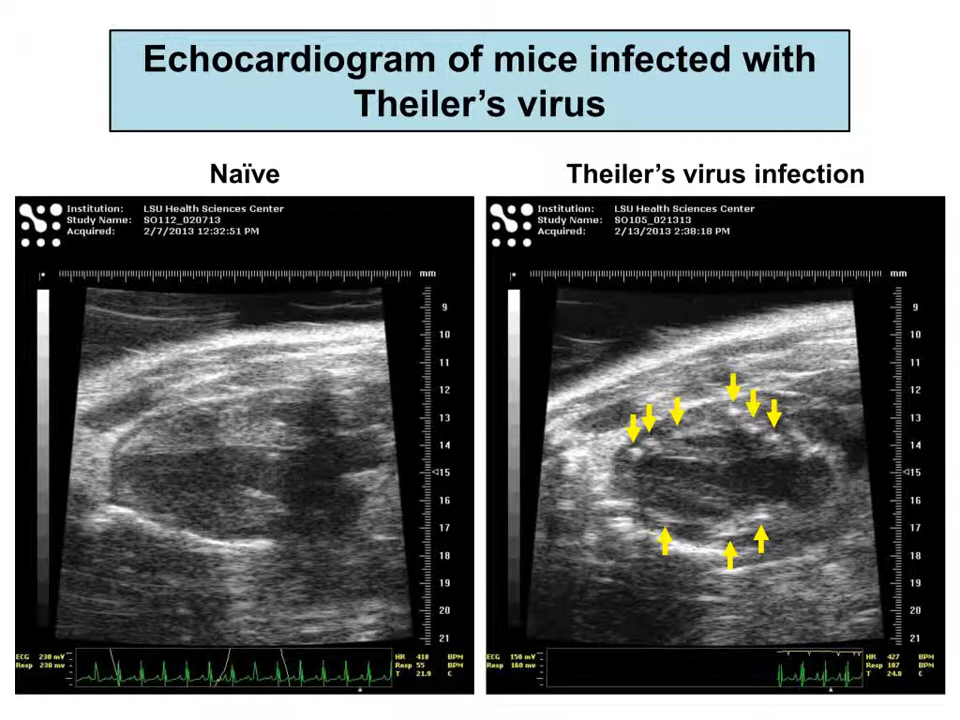 Echocardiogram of mice infected with
Theiler's virus
Naïve
Institution: LSU Health Sciences Center
Study Name: SO112_020713
Acquired: 2/7/2013 12:32:51 PM
mm
9
10
11
12
13
14
15
16
17
18
19
20
21
ECG 230 mV
Resp 230 mv
HR 410 BPM
Resp 55 BPM
T 21.9 C
Theiler's virus infection
Institution: LSU Health Sciences Center
Study Name: SO105_021313
Acquired: 2/13/2013 2:38:18 PM
mm
9
10
11
12
13
14
15
16
17
18
19
20
21
ECG 150 mV
Resp 160 mv
HR 427 BPM
Resp 107 BPM
T 24.8 C